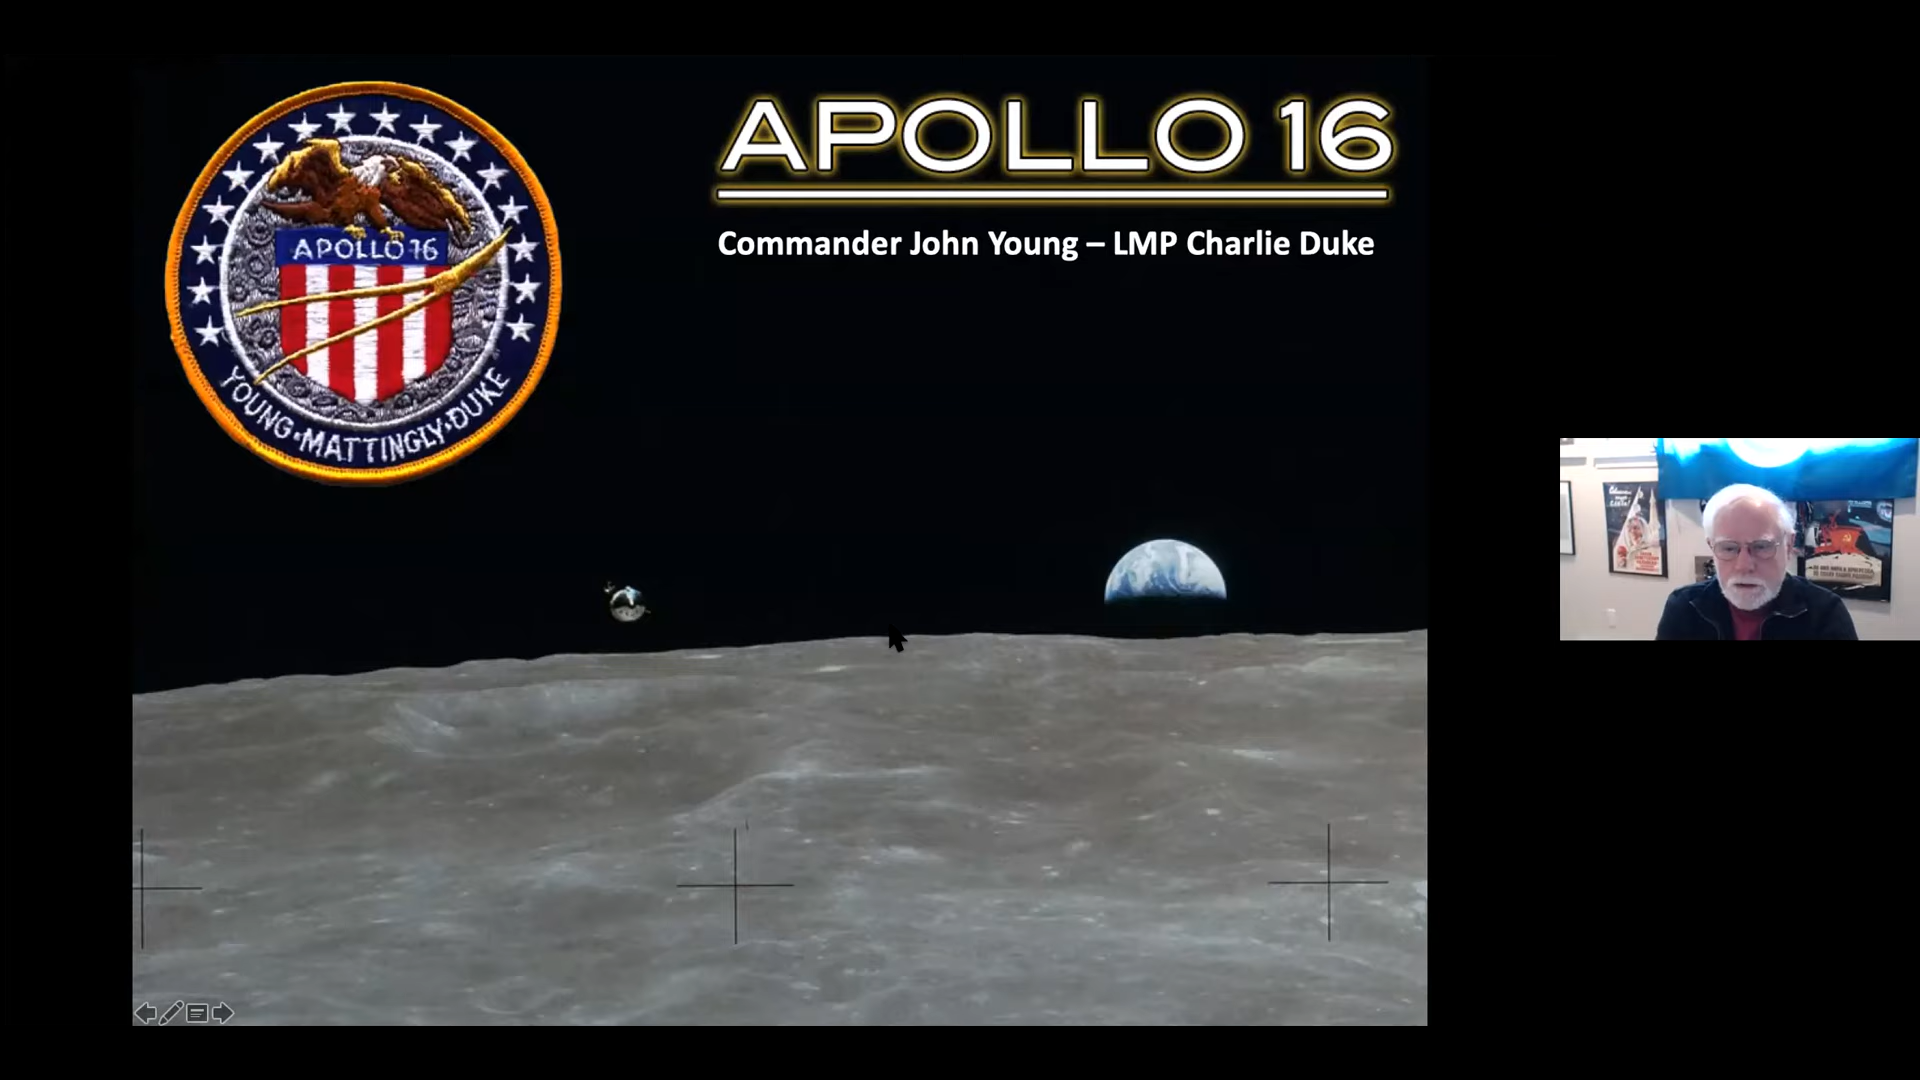 APOLLO 16
Commander John Young – LMP Charlie Duke
APOLLO 16
YOUNG•MATTINGLY•DUKE